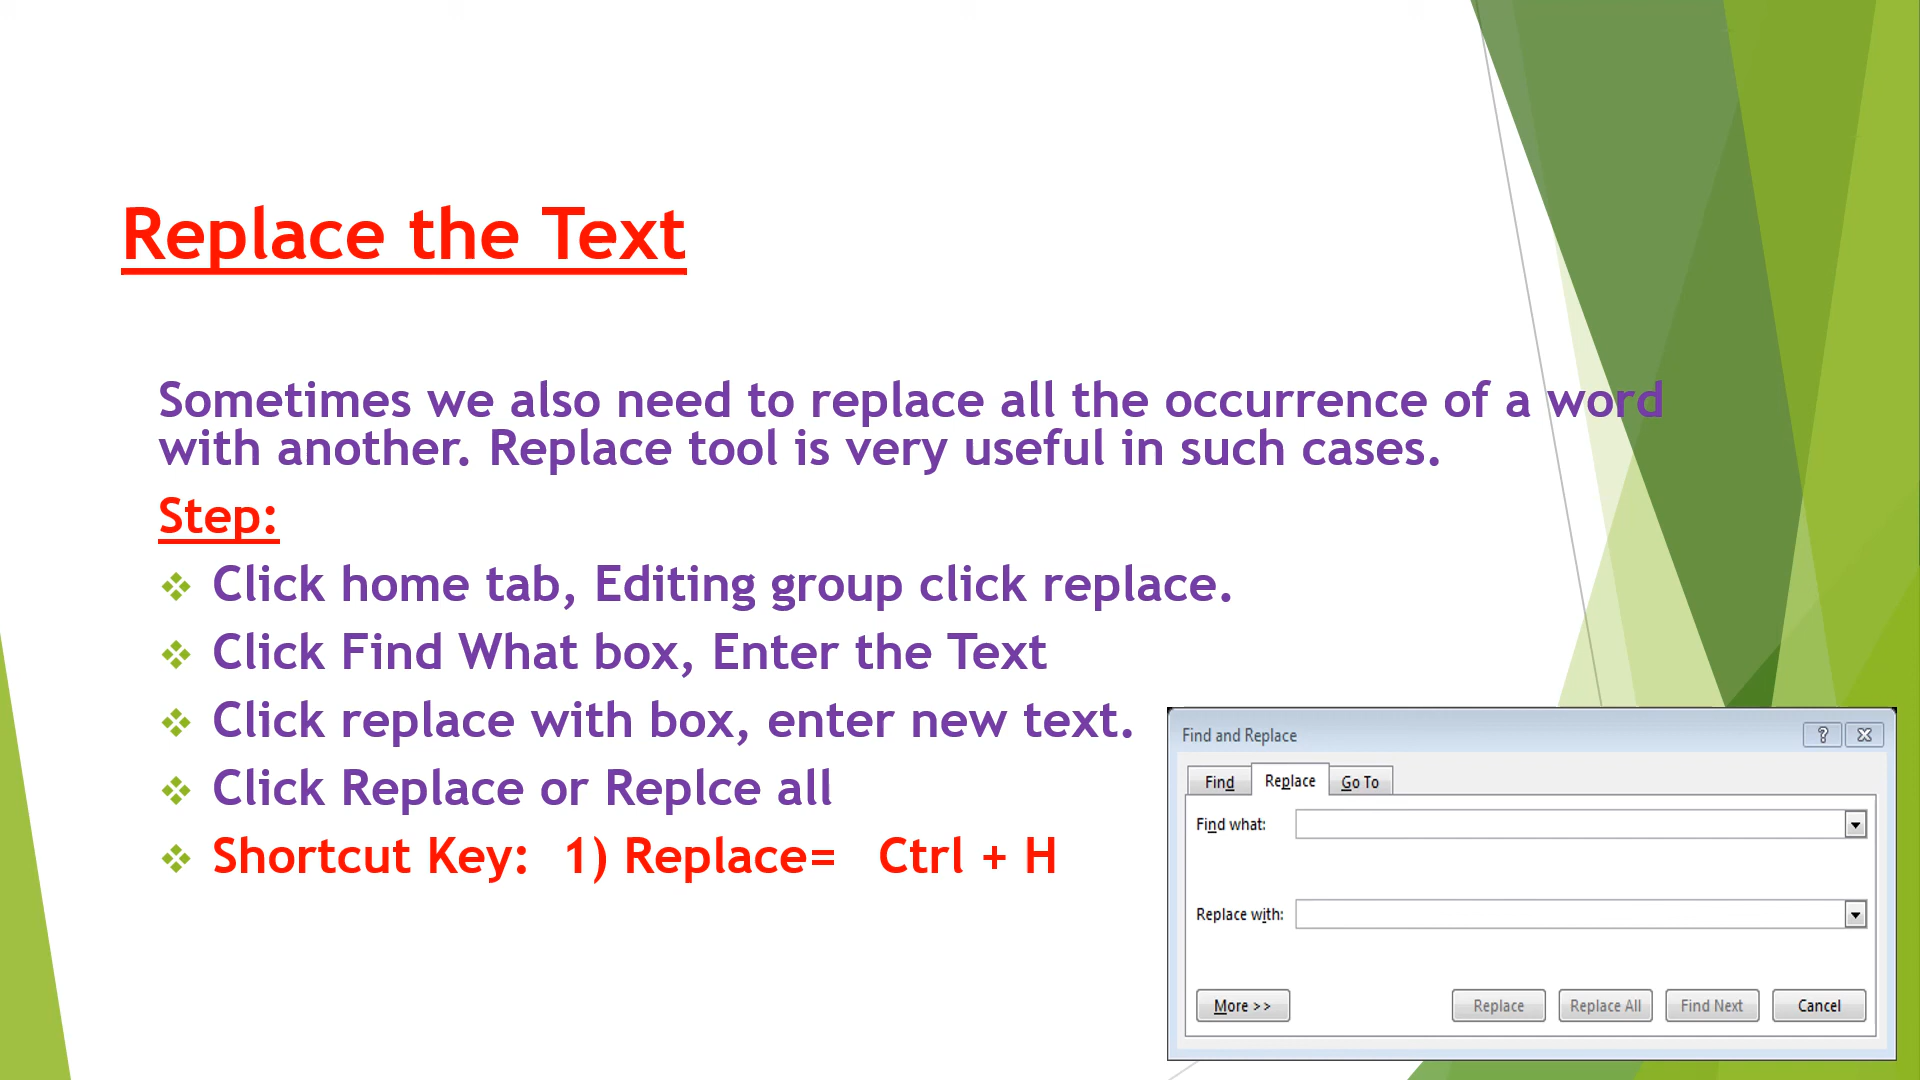 Replace the Text
Sometimes we also need to replace all the occurrence of a word
with another. Replace tool is very useful in such cases.
Step:
Click home tab, Editing group click replace.
Click Find What box, Enter the Text
Click replace with box, enter new text.
Click Replace or Replce all
Shortcut Key: 1) Replace= Ctrl + H
Find and Replace
Find Replace Go To
Find what:
Replace with:
More >> Replace Replace All Find Next Cancel